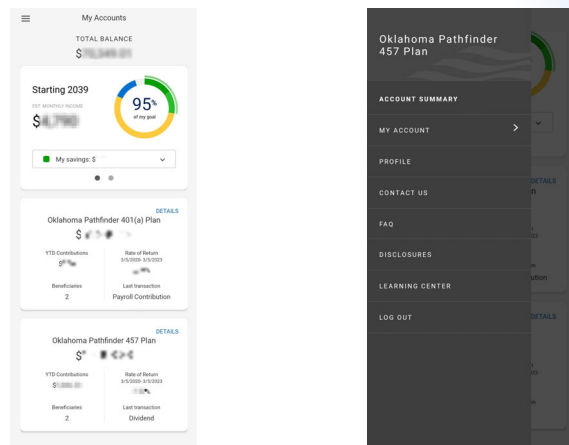 My Accounts
TOTAL BALANCE
$
Starting 2039
EST. MONTHLY INCOME
$
95%
of my goal
My savings: $
DETAILS
Oklahoma Pathfinder 401(a) Plan
$
YTD Contributions
Rate of Return
3/5/2020- 3/5/2023
$
Beneficiaries
Last transaction
2
Payroll Contribution
DETAILS
Oklahoma Pathfinder 457 Plan
$
YTD Contributions
Rate of Return
3/5/2020- 3/5/2023
$
Beneficiaries
Last transaction
2
Dividend
Oklahoma Pathfinder
457 Plan
ACCOUNT SUMMARY
MY ACCOUNT
PROFILE
CONTACT US
FAQ
DISCLOSURES
LEARNING CENTER
LOG OUT
DETAILS
DETAILS